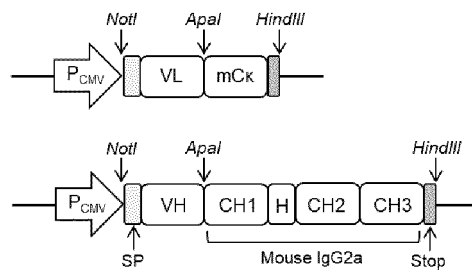 NotI ApaI HindIII
PCMV VL mCκ
NotI ApaI HindIII
PCMV VH CH1 H CH2 CH3
SP Mouse IgG2a Stop